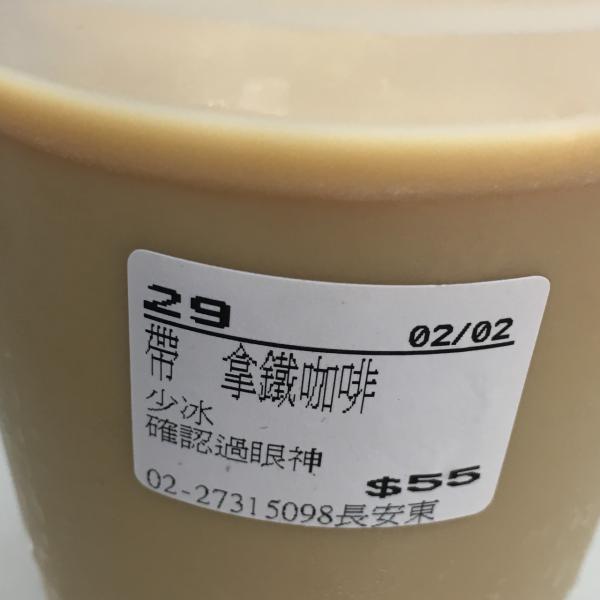 29 02/02
帶 拿鐵咖啡
少冰
確認過眼神
$55
02-27315098長安東